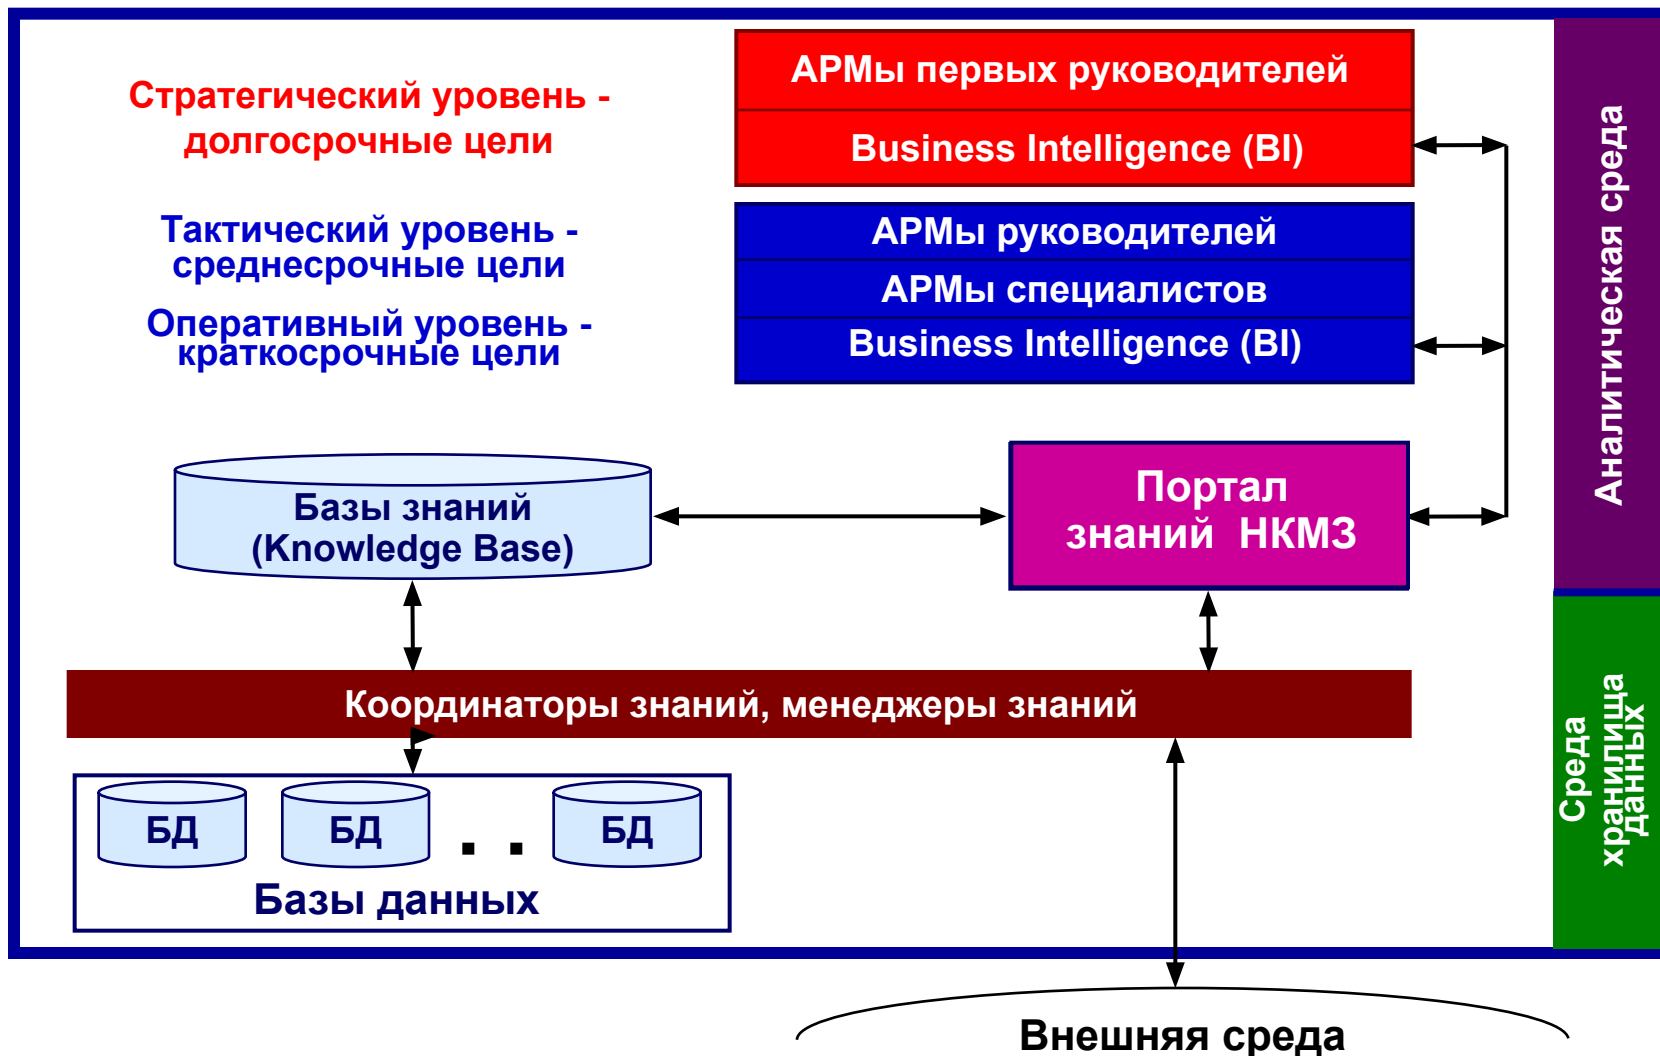 АРМы первых руководителей
Стратегический уровень -
долгосрочные цели
Business Intelligence (BI)
Тактический уровень -
среднесрочные цели
АРМы руководителей
АРМы специалистов
Оперативный уровень -
краткосрочные цели
Business Intelligence (BI)
Аналитическая среда
Базы знаний
(Knowledge Base)
Портал
знаний НКМЗ
Координаторы знаний, менеджеры знаний
Среда
хранилища
данных
БД
БД
. .
БД
Базы данных
Внешняя среда